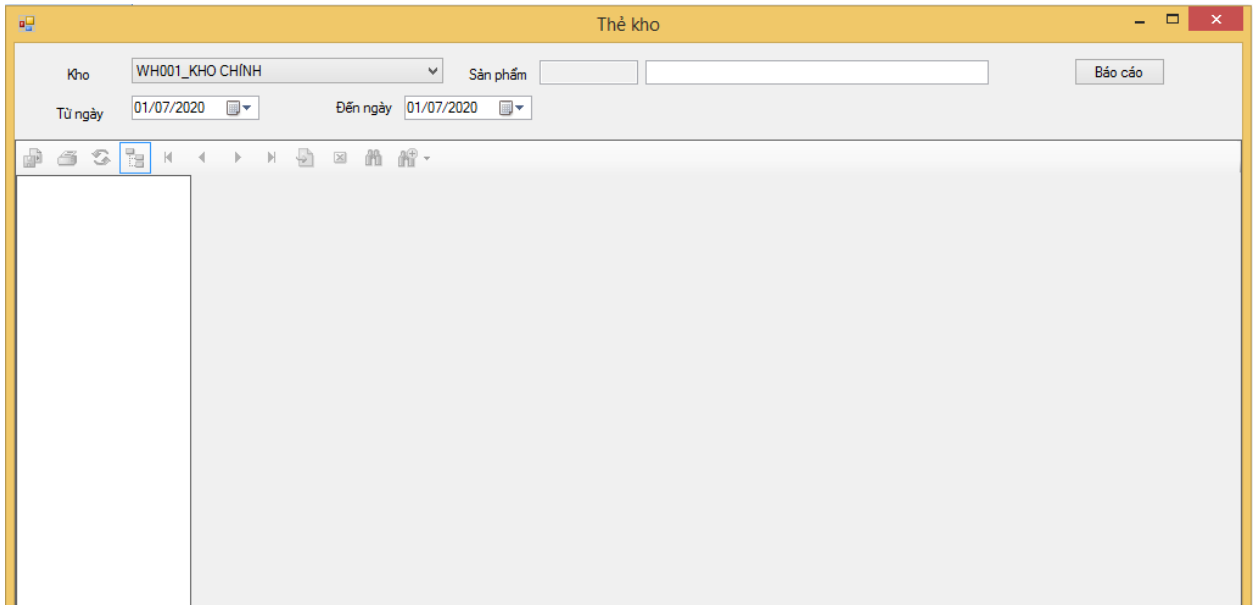 Thẻ kho
Kho WH001_KHO CHÍNH Sản phẩm Báo cáo
Từ ngày 01/07/2020 Đến ngày 01/07/2020